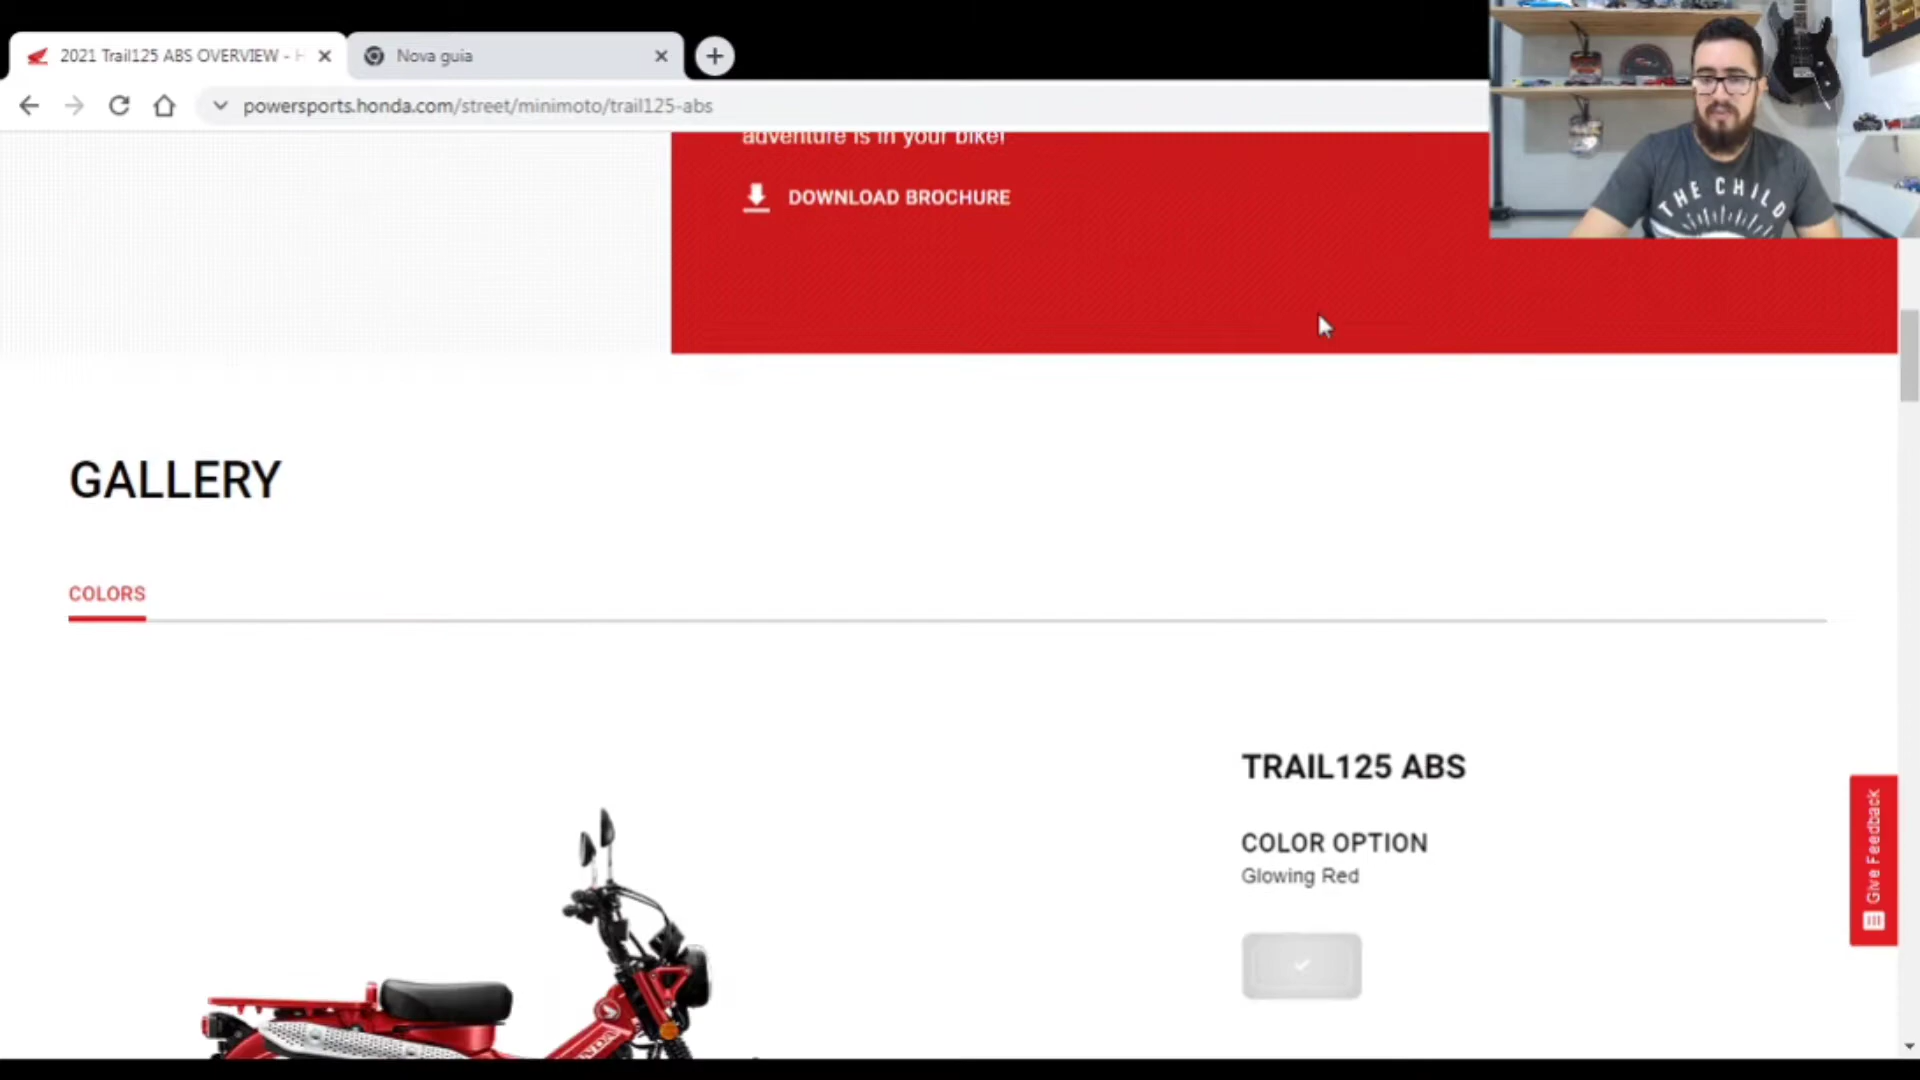 2021 Trail125 ABS OVERVIEW - H
Nova guia
powersports.honda.com/street/minimoto/trail125-abs
THE CHILD
adventure is in your bike!
DOWNLOAD BROCHURE
GALLERY
COLORS
TRAIL125 ABS
COLOR OPTION
Glowing Red
Give Feedback
HONDA